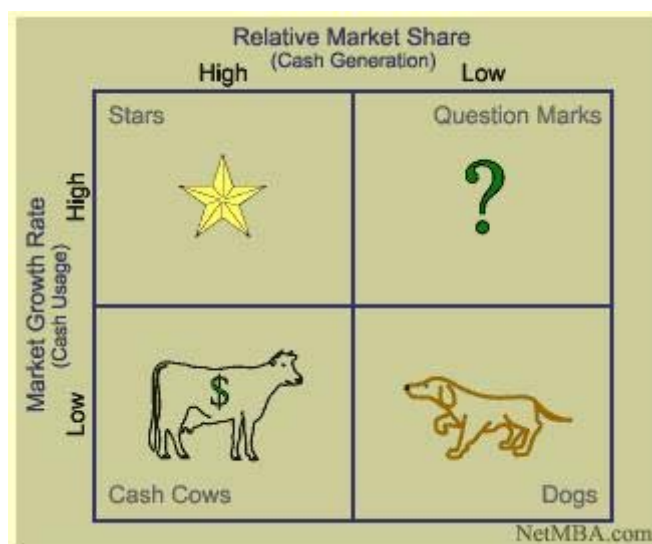 Relative Market Share
(Cash Generation)
High
Low
Market Growth Rate
(Cash Usage)
High
Low
Stars
Question Marks
?
$
Cash Cows
Dogs
NetMBA.com